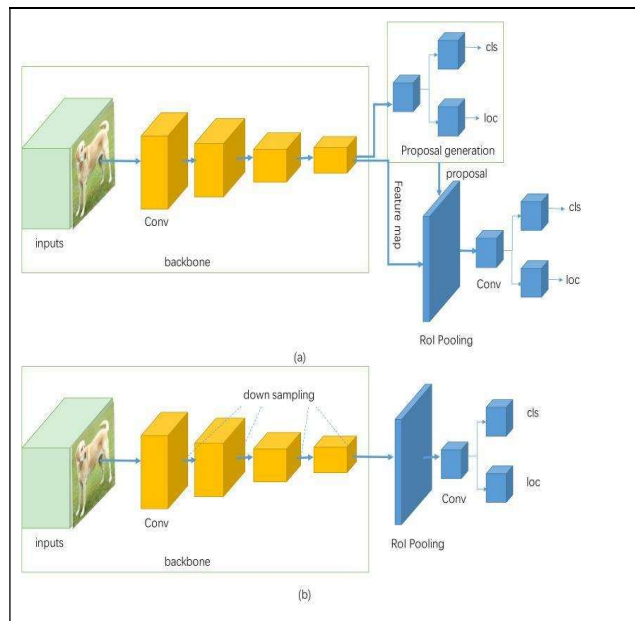 cls
loc
Proposal generation
proposal
Feature map
inputs
Conv
backbone
cls
loc
Conv
RoI Pooling
(a)
down sampling
cls
loc
Conv
Conv
inputs
RoI Pooling
backbone
(b)